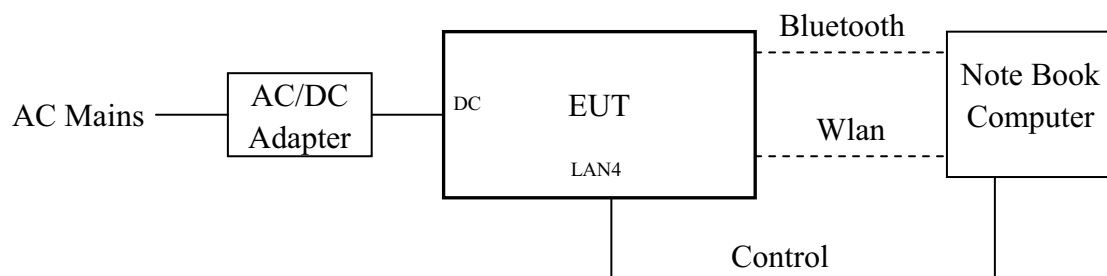 Bluetooth
AC Mains
AC/DC
Adapter
DC
EUT
LAN4
Wlan
Note Book
Computer
Control